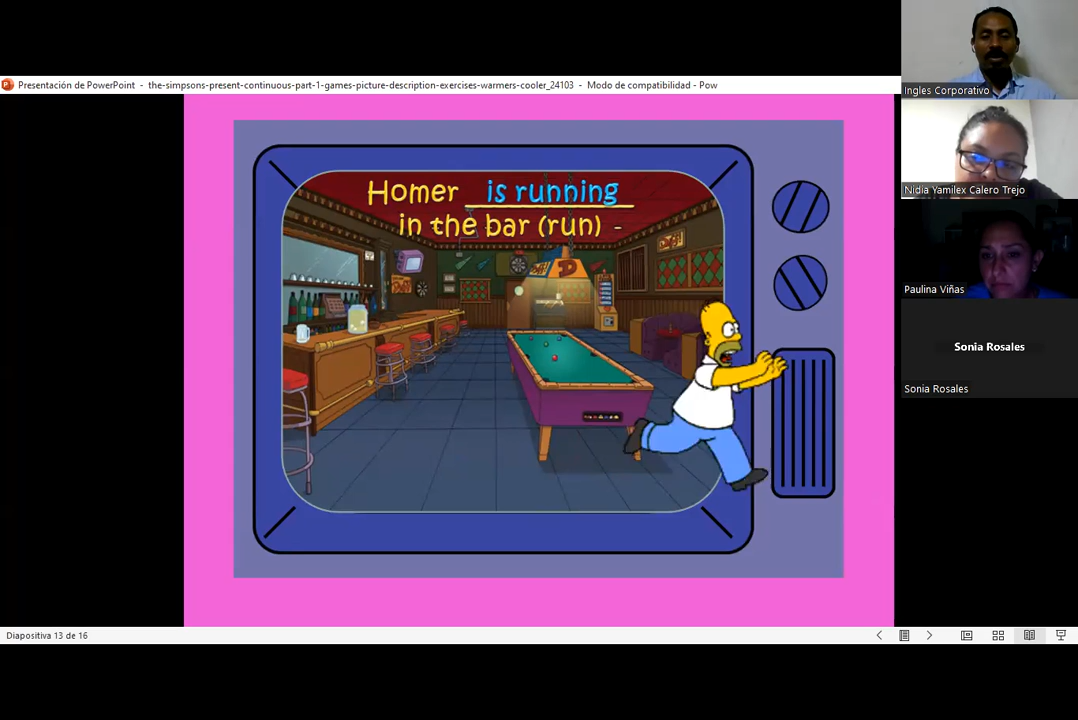 Presentación de PowerPoint - the-simpsons-present-continuous-part-1-games-picture-description-exercises-warmers-cooler_24103 - Modo de compatibilidad - Pow
Homer is running
in the bar (run) -
Duff
D
Diapositiva 13 de 16
Ingles Corporativo
Nidia Yamilex Calero Trejo
Paulina Viñas
Sonia Rosales
Sonia Rosales